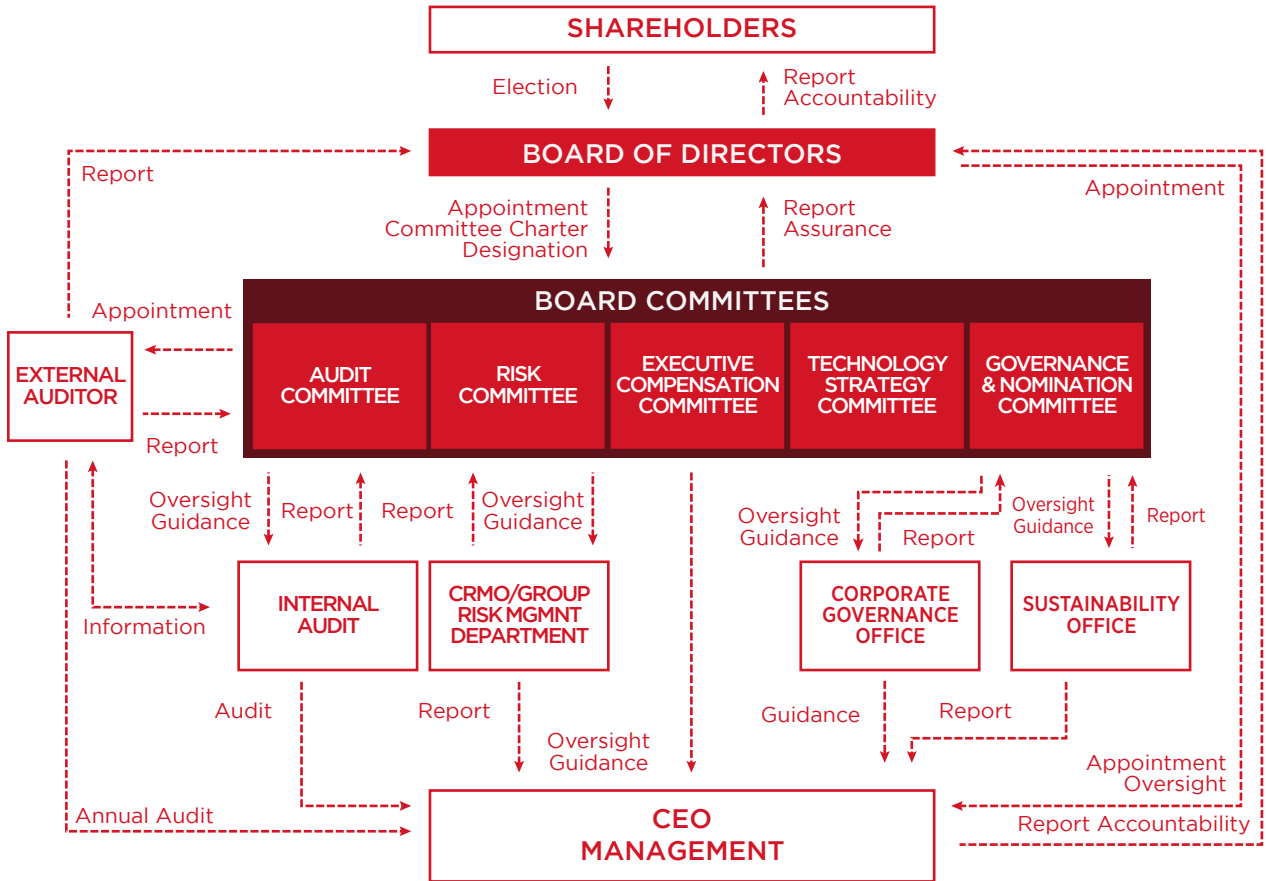 SHAREHOLDERS
Election
Report
Accountability
BOARD OF DIRECTORS
Report
Appointment
Appointment
Committee Charter
Designation
Report
Assurance
BOARD COMMITTEES
Appointment
EXTERNAL
AUDITOR
AUDIT
COMMITTEE
RISK
COMMITTEE
EXECUTIVE
COMPENSATION
COMMITTEE
TECHNOLOGY
STRATEGY
COMMITTEE
GOVERNANCE
& NOMINATION
COMMITTEE
Report
Oversight
Guidance
Report
Report
Oversight
Guidance
Oversight
Guidance
Report
Oversight
Guidance
Report
INTERNAL
AUDIT
CRMO/GROUP
RISK MGMNT
DEPARTMENT
CORPORATE
GOVERNANCE
OFFICE
SUSTAINABILITY
OFFICE
Information
Audit
Report
Oversight
Guidance
Guidance
Report
Appointment
Oversight
Annual Audit
CEO
MANAGEMENT
Report Accountability